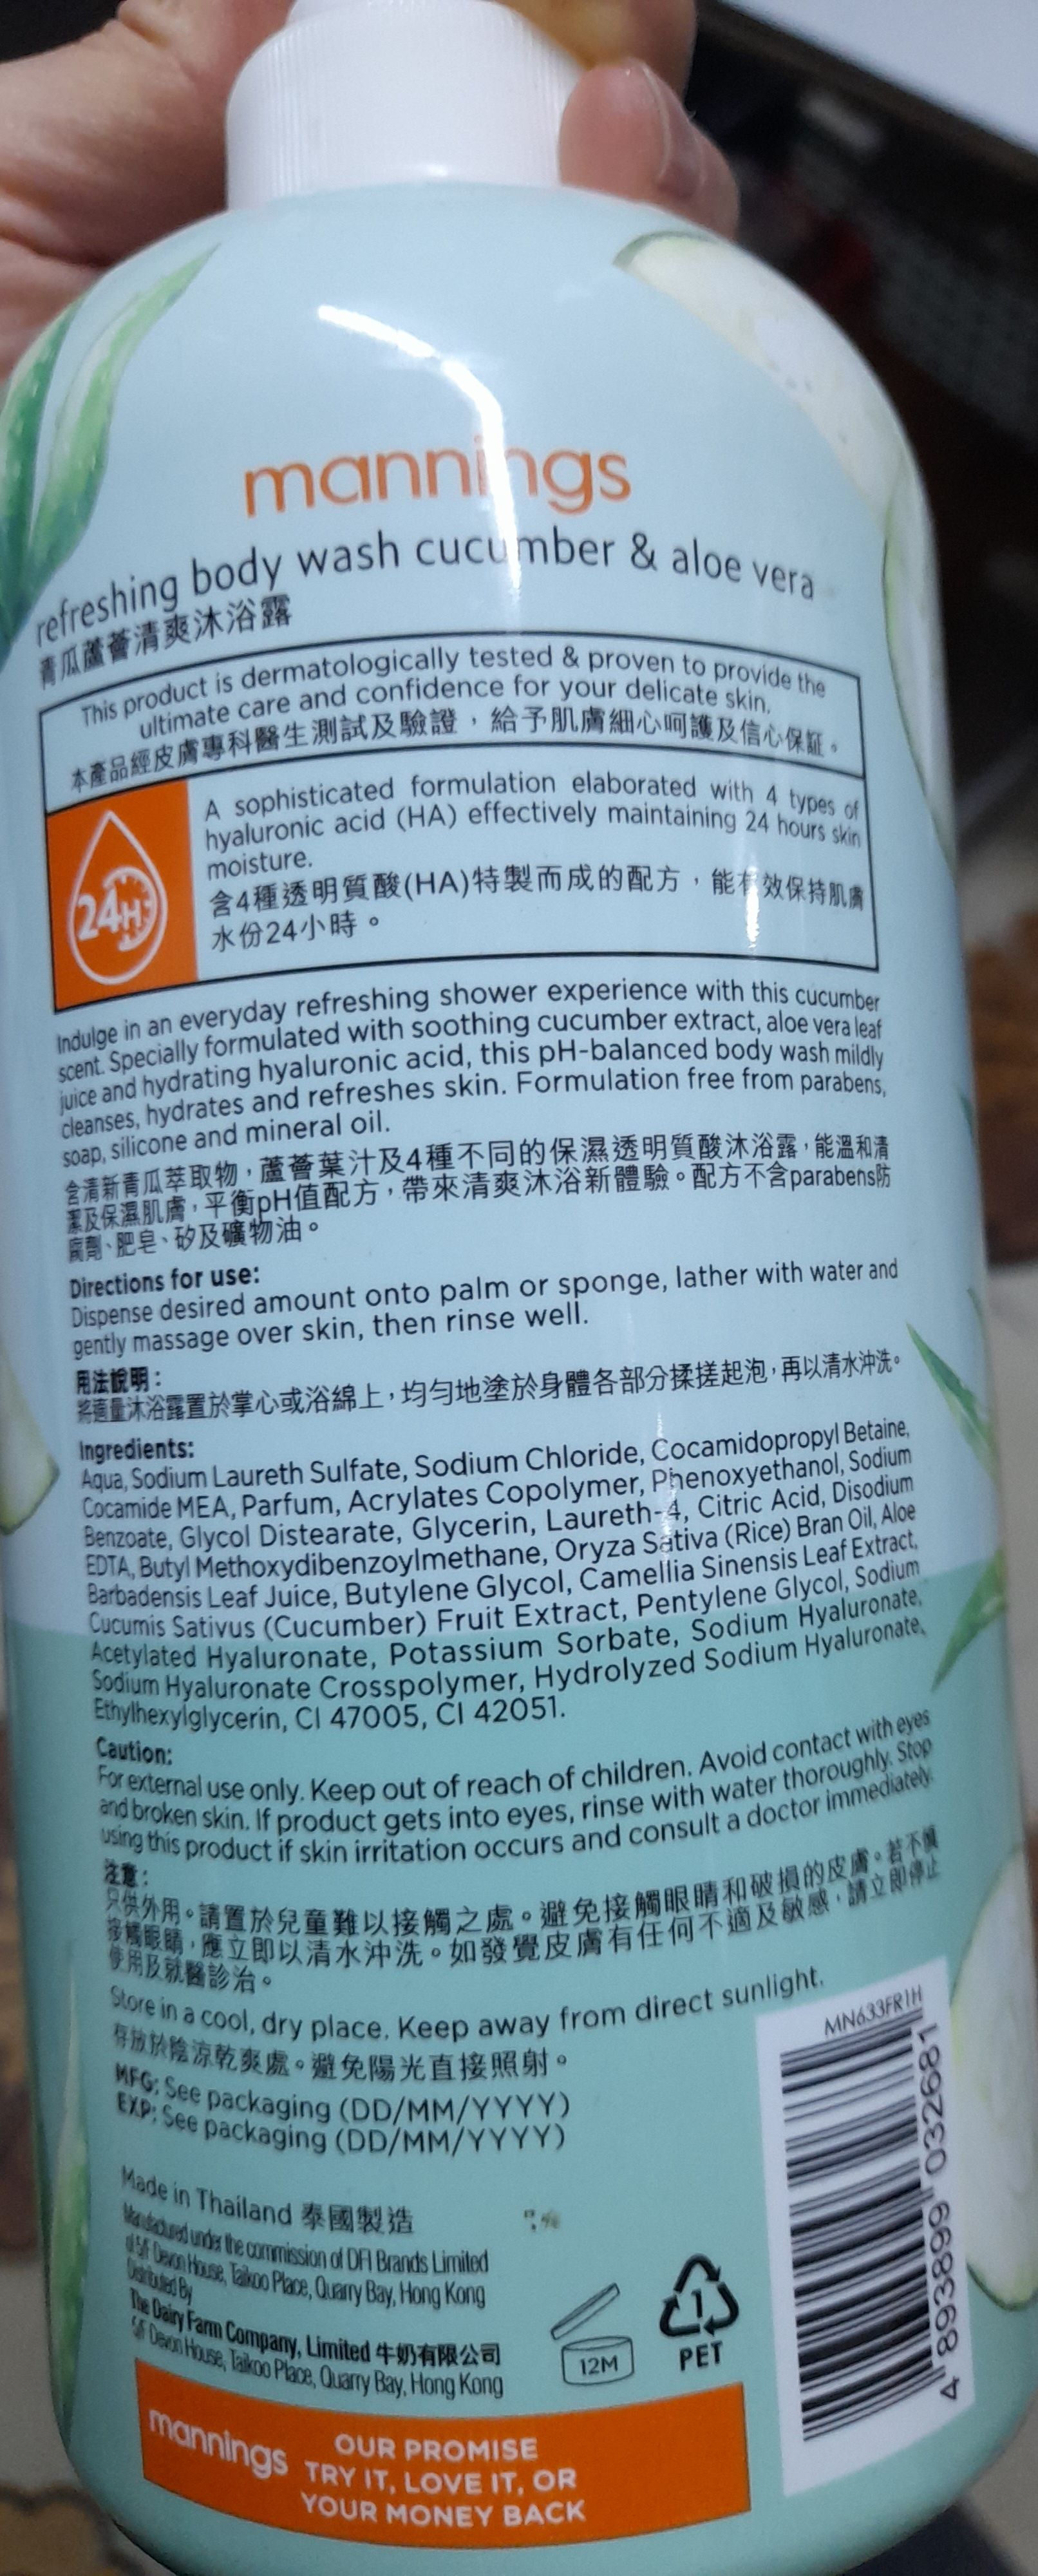 mannings
refreshing body wash cucumber & aloe vera
青瓜蘆薈清爽沐浴露
This product is dermatologically tested & proven to provide the
ultimate care and confidence for your delicate skin.
本產品經皮膚專科醫生測試及驗證，給予肌膚細心呵護及信心保証。
24H
A sophisticated formulation elaborated with 4 types of
hyaluronic acid (HA) effectively maintaining 24 hours skin
moisture.
含4種透明質酸(HA)特製而成的配方，能有效保持肌膚
水份24小時。
Indulge in an everyday refreshing shower experience with this cucumber
scent. Specially formulated with soothing cucumber extract, aloe vera leaf
juice and hydrating hyaluronic acid, this pH-balanced body wash mildly
cleanses, hydrates and refreshes skin. Formulation free from parabens,
soap, silicone and mineral oil.
含清新青瓜萃取物，蘆薈葉汁及4種不同的保濕透明質酸沐浴露，能溫和清
潔及保濕肌膚，平衡pH值配方，帶來清爽沐浴新體驗。配方不含parabens防
腐劑、肥皂、矽及礦物油。
Directions for use:
Dispense desired amount onto palm or sponge, lather with water and
gently massage over skin, then rinse well.
用法說明：
將適量沐浴露置於掌心或浴綿上，均勻地塗於身體各部分揉搓起泡，再以清水沖洗。
Ingredients:
Aqua, Sodium Laureth Sulfate, Sodium Chloride, Cocamidopropyl Betaine,
Cocamide MEA, Parfum, Acrylates Copolymer, Phenoxyethanol, Sodium
Benzoate, Glycol Distearate, Glycerin, Laureth-4, Citric Acid, Disodium
EDTA, Butyl Methoxydibenzoylmethane, Oryza Sativa (Rice) Bran Oil, Aloe
Barbadensis Leaf Juice, Butylene Glycol, Camellia Sinensis Leaf Extract,
Cucumis Sativus (Cucumber) Fruit Extract, Pentylene Glycol, Sodium
Acetylated Hyaluronate, Potassium Sorbate, Sodium Hyaluronate,
Sodium Hyaluronate Crosspolymer, Hydrolyzed Sodium Hyaluronate,
Ethylhexylglycerin, CI 47005, CI 42051.
Caution:
For external use only. Keep out of reach of children. Avoid contact with eyes
and broken skin. If product gets into eyes, rinse with water thoroughly. Stop
using this product if skin irritation occurs and consult a doctor immediately.
注意：
只供外用。請置於兒童難以接觸之處。避免接觸眼睛和破損的皮膚。若不慎
接觸眼睛，應立即以清水沖洗。如發覺皮膚有任何不適及敏感，請立即停止
使用及就醫診治。
Store in a cool, dry place. Keep away from direct sunlight.
存放於陰涼乾爽處。避免陽光直接照射。
MFG: See packaging (DD/MM/YYYY)
EXP: See packaging (DD/MM/YYYY)
Made in Thailand 泰國製造
Manufactured under the commission of DFI Brands Limited
of 5/F Devon House, Taikoo Place, Quarry Bay, Hong Kong
Distributed By
The Dairy Farm Company, Limited 牛奶有限公司
5/F Devon House, Taikoo Place, Quarry Bay, Hong Kong
12M
1
PET
MN633FR1H
4 893899 032681
mannings
OUR PROMISE
TRY IT, LOVE IT, OR
YOUR MONEY BACK